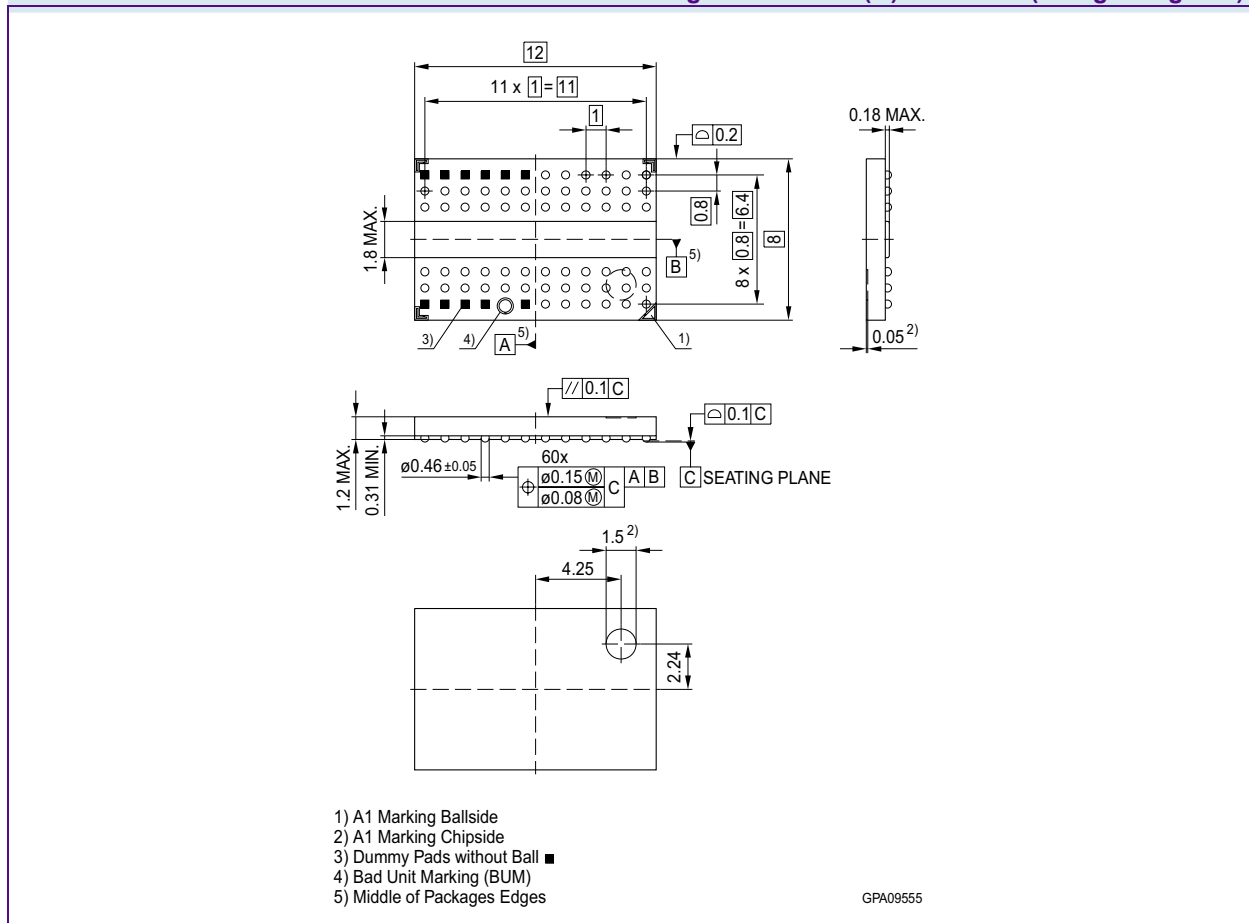 12
11 x 1 = 11
1
0.18 MAX.
⌓ 0.2
1.8 MAX.
0.8
8 x 0.8 = 6.4
8
B 5)
3)
4)
A 5)
1)
0.05 2)
// 0.1 C
⌓ 0.1 C
1.2 MAX.
0.31 MIN.
ø0.46 ±0.05
60x
⌖ ø0.15 Ⓜ C A B
ø0.08 Ⓜ
C SEATING PLANE
1.5 2)
4.25
2.24
1) A1 Marking Ballside
2) A1 Marking Chipside
3) Dummy Pads without Ball ■
4) Bad Unit Marking (BUM)
5) Middle of Packages Edges
GPA09555